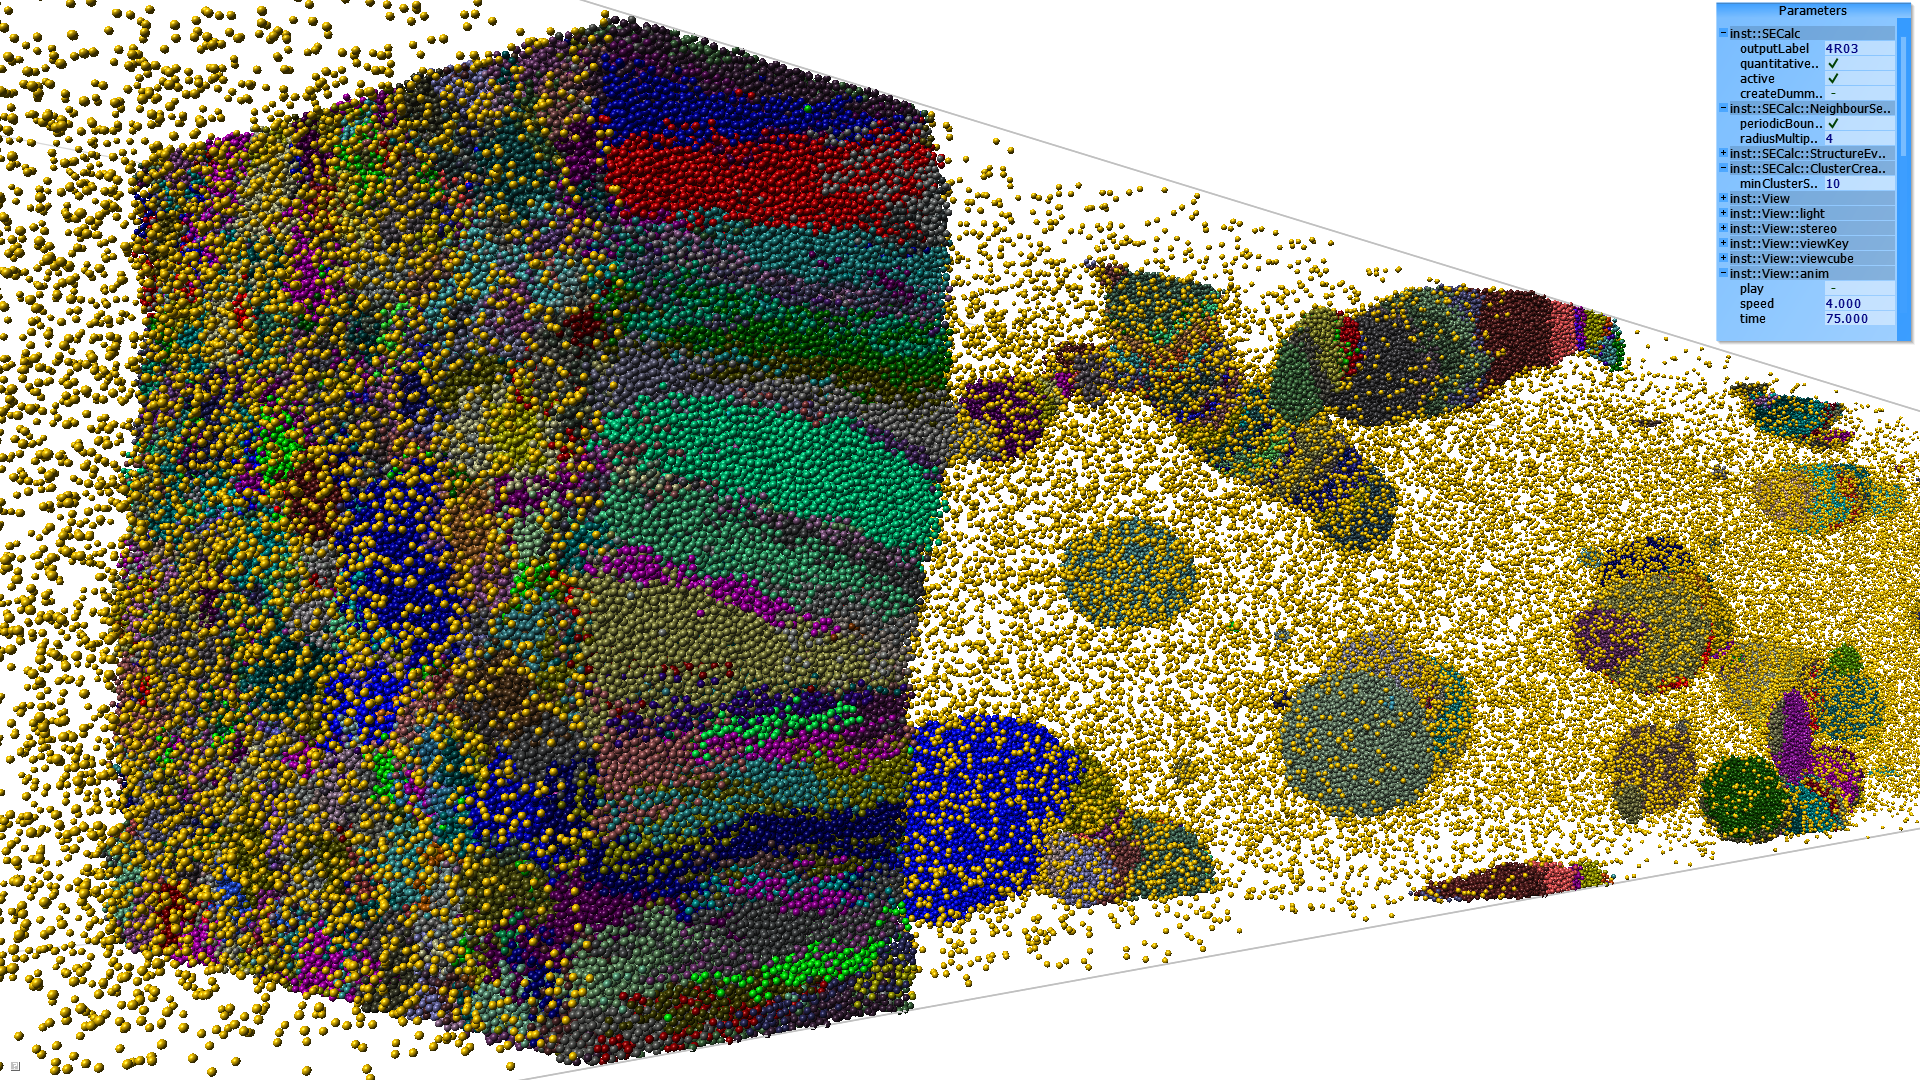 Parameters
inst::SECalc
outputLabel 4R03
quantitative.. ✓
active ✓
createDumm.. -
inst::SECalc::NeighbourSe..
periodicBoun.. ✓
radiusMultip.. 4
inst::SECalc::StructureEv..
inst::SECalc::ClusterCrea..
minClusterS.. 10
inst::View
inst::View::light
inst::View::stereo
inst::View::viewKey
inst::View::viewcube
inst::View::anim
play -
speed 4.000
time 75.000